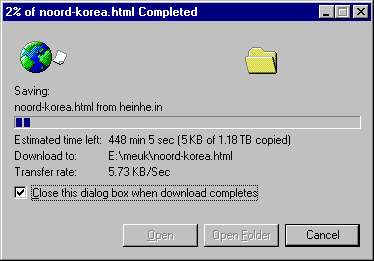 2% of noord-korea.html Completed
Saving:
noord-korea.html from heinhe.in
Estimated time left: 448 min 5 sec (5 KB of 1.18 TB copied)
Download to: E:\meuk\noord-korea.html
Transfer rate: 5.73 KB/Sec
Close this dialog box when download completes
Open Open Folder Cancel